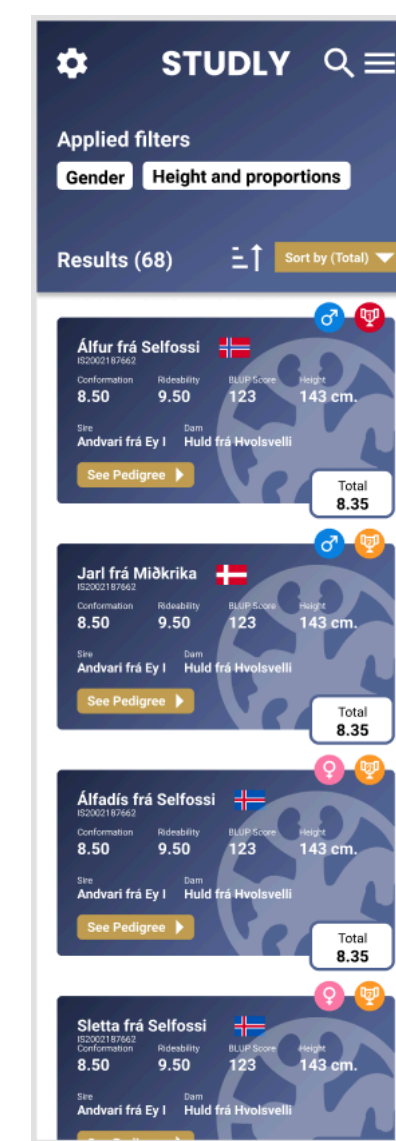 STUDLY
Applied filters
Gender Height and proportions
Results (68) Sort by (Total)
Álfur frá Selfossi
IS2002187662
Conformation Rideability BLUP Score Height
8.50 9.50 123 143 cm.
Sire Dam
Andvari frá Ey I Huld frá Hvolsvelli
See Pedigree
Total
8.35
Jarl frá Miðkrika
IS2002187662
Conformation Rideability BLUP Score Height
8.50 9.50 123 143 cm.
Sire Dam
Andvari frá Ey I Huld frá Hvolsvelli
See Pedigree
Total
8.35
Álfadís frá Selfossi
IS2002187662
Conformation Rideability BLUP Score Height
8.50 9.50 123 143 cm.
Sire Dam
Andvari frá Ey I Huld frá Hvolsvelli
See Pedigree
Total
8.35
Sletta frá Selfossi
IS2002187662
Conformation Rideability BLUP Score Height
8.50 9.50 123 143 cm.
Sire Dam
Andvari frá Ey I Huld frá Hvolsvelli